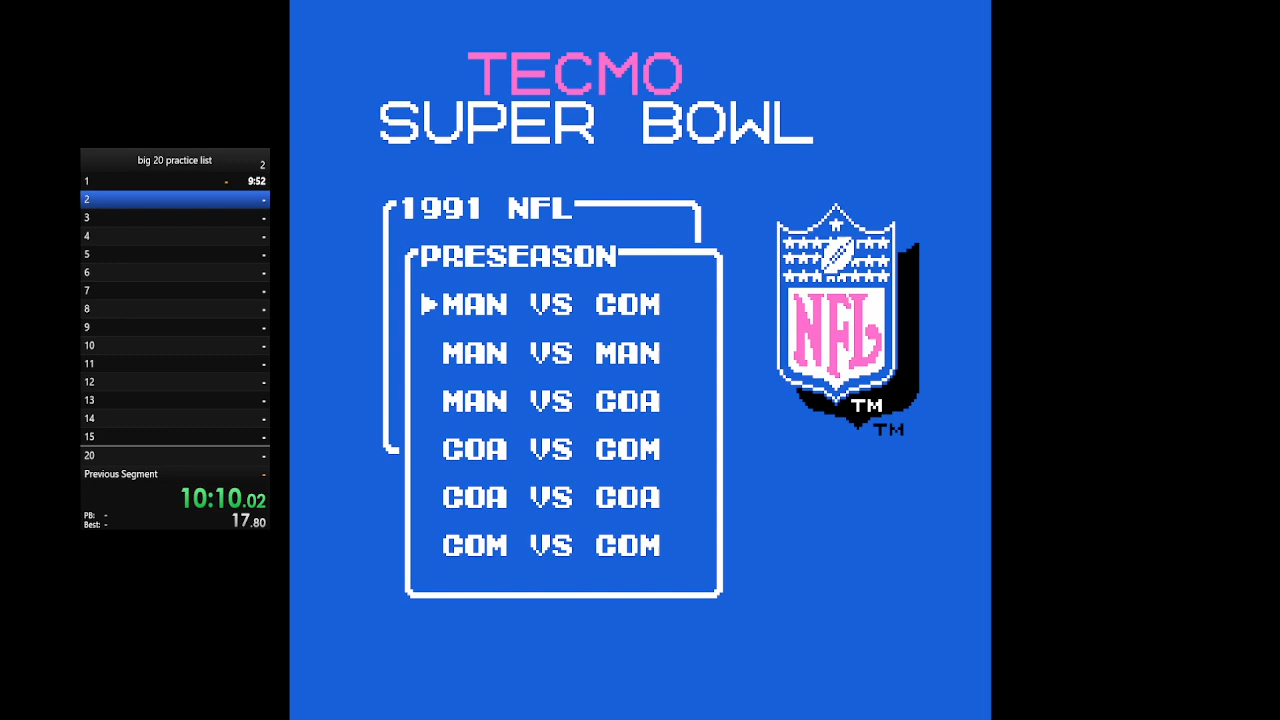 big 20 practice list
2
1 - 9:52
2 -
3 -
4 -
5 -
6 -
7 -
8 -
9 -
10 -
11 -
12 -
13 -
14 -
15 -
20 -
Previous Segment -
10:10.02
PB: -
Best: -
17.80
TECMO
SUPER BOWL
1991 NFL
PRESEASON
MAN VS COM
MAN VS MAN
MAN VS COA
COA VS COM
COA VS COA
COM VS COM
NFL
TM
TM